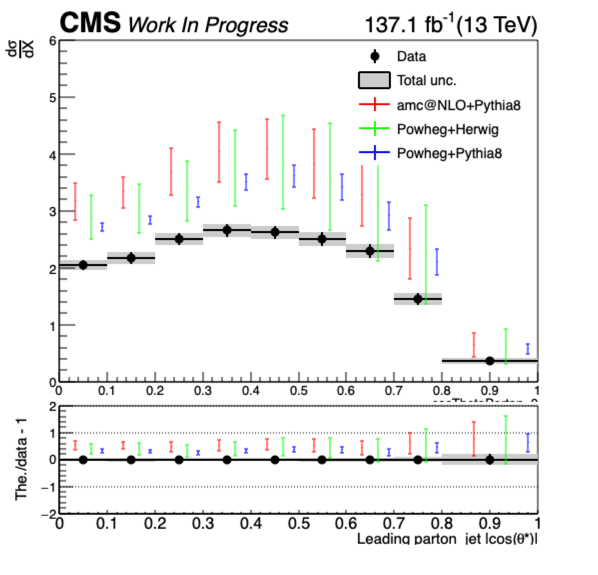 CMS Work In Progress 137.1 fb⁻¹(13 TeV)
dσ
dX
Data
Total unc.
amc@NLO+Pythia8
Powheg+Herwig
Powheg+Pythia8
6
5
4
3
2
1
0
0 0.1 0.2 0.3 0.4 0.5 0.6 0.7 0.8 0.9 1
The./data - 1
2
1
0
−1
−2
0 0.1 0.2 0.3 0.4 0.5 0.6 0.7 0.8 0.9 1
Leading parton jet |cos(θ*)|